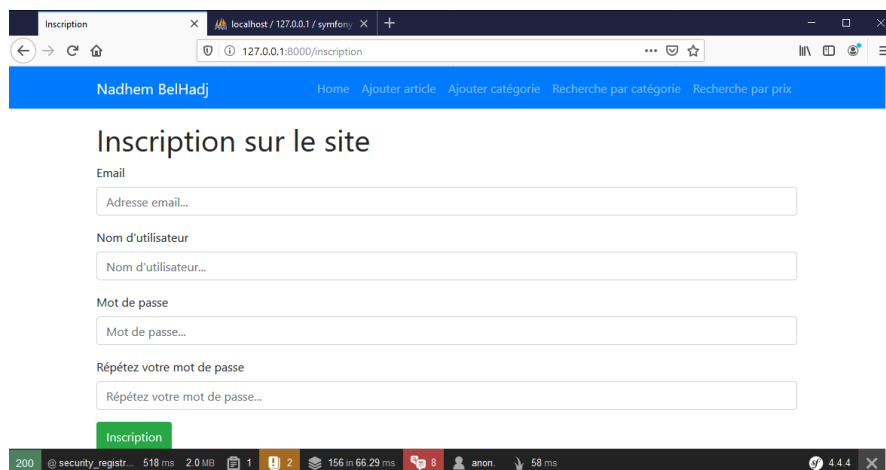 Inscription
localhost / 127.0.0.1 / symfony
127.0.0.1:8000/inscription
Nadhem BelHadj
Home Ajouter article Ajouter catégorie Recherche par catégorie Recherche par prix
Inscription sur le site
Email
Adresse email...
Nom d'utilisateur
Nom d'utilisateur...
Mot de passe
Mot de passe...
Répétez votre mot de passe
Répétez votre mot de passe...
Inscription
200 @ security_registr... 518 ms 2.0 MB 1 2 156 in 66.29 ms 8 anon. 58 ms sf 4.4.4